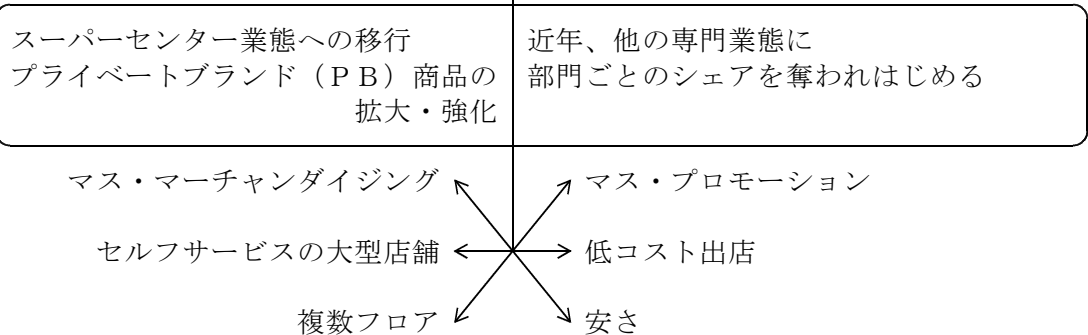 スーパーセンター業態への移行
プライベートブランド（ＰＢ）商品の
拡大・強化
近年、他の専門業態に
部門ごとのシェアを奪われはじめる
マス・マーチャンダイジング
マス・プロモーション
セルフサービスの大型店舗
低コスト出店
複数フロア
安さ